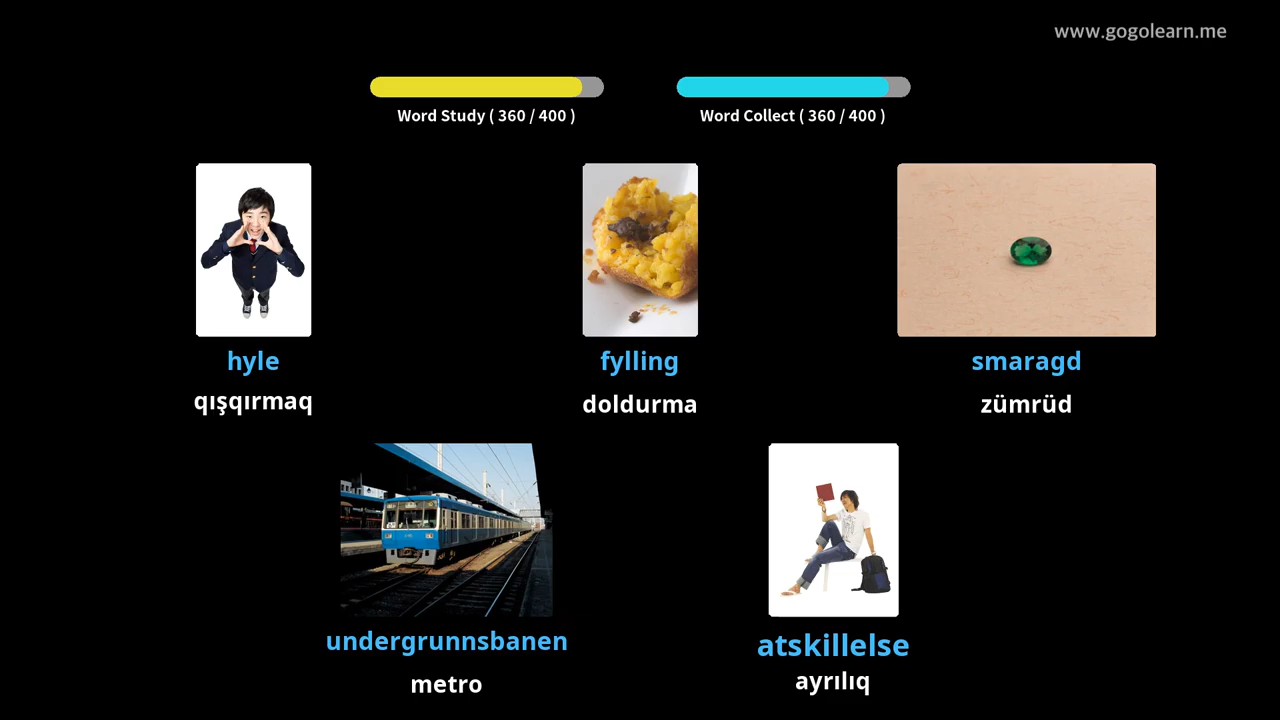 www.gogolearn.me
Word Study ( 360 / 400 )
Word Collect ( 360 / 400 )
hyle
qışqırmaq
fylling
doldurma
smaragd
zümrüd
undergrunnsbanen
metro
atskillelse
ayrılıq